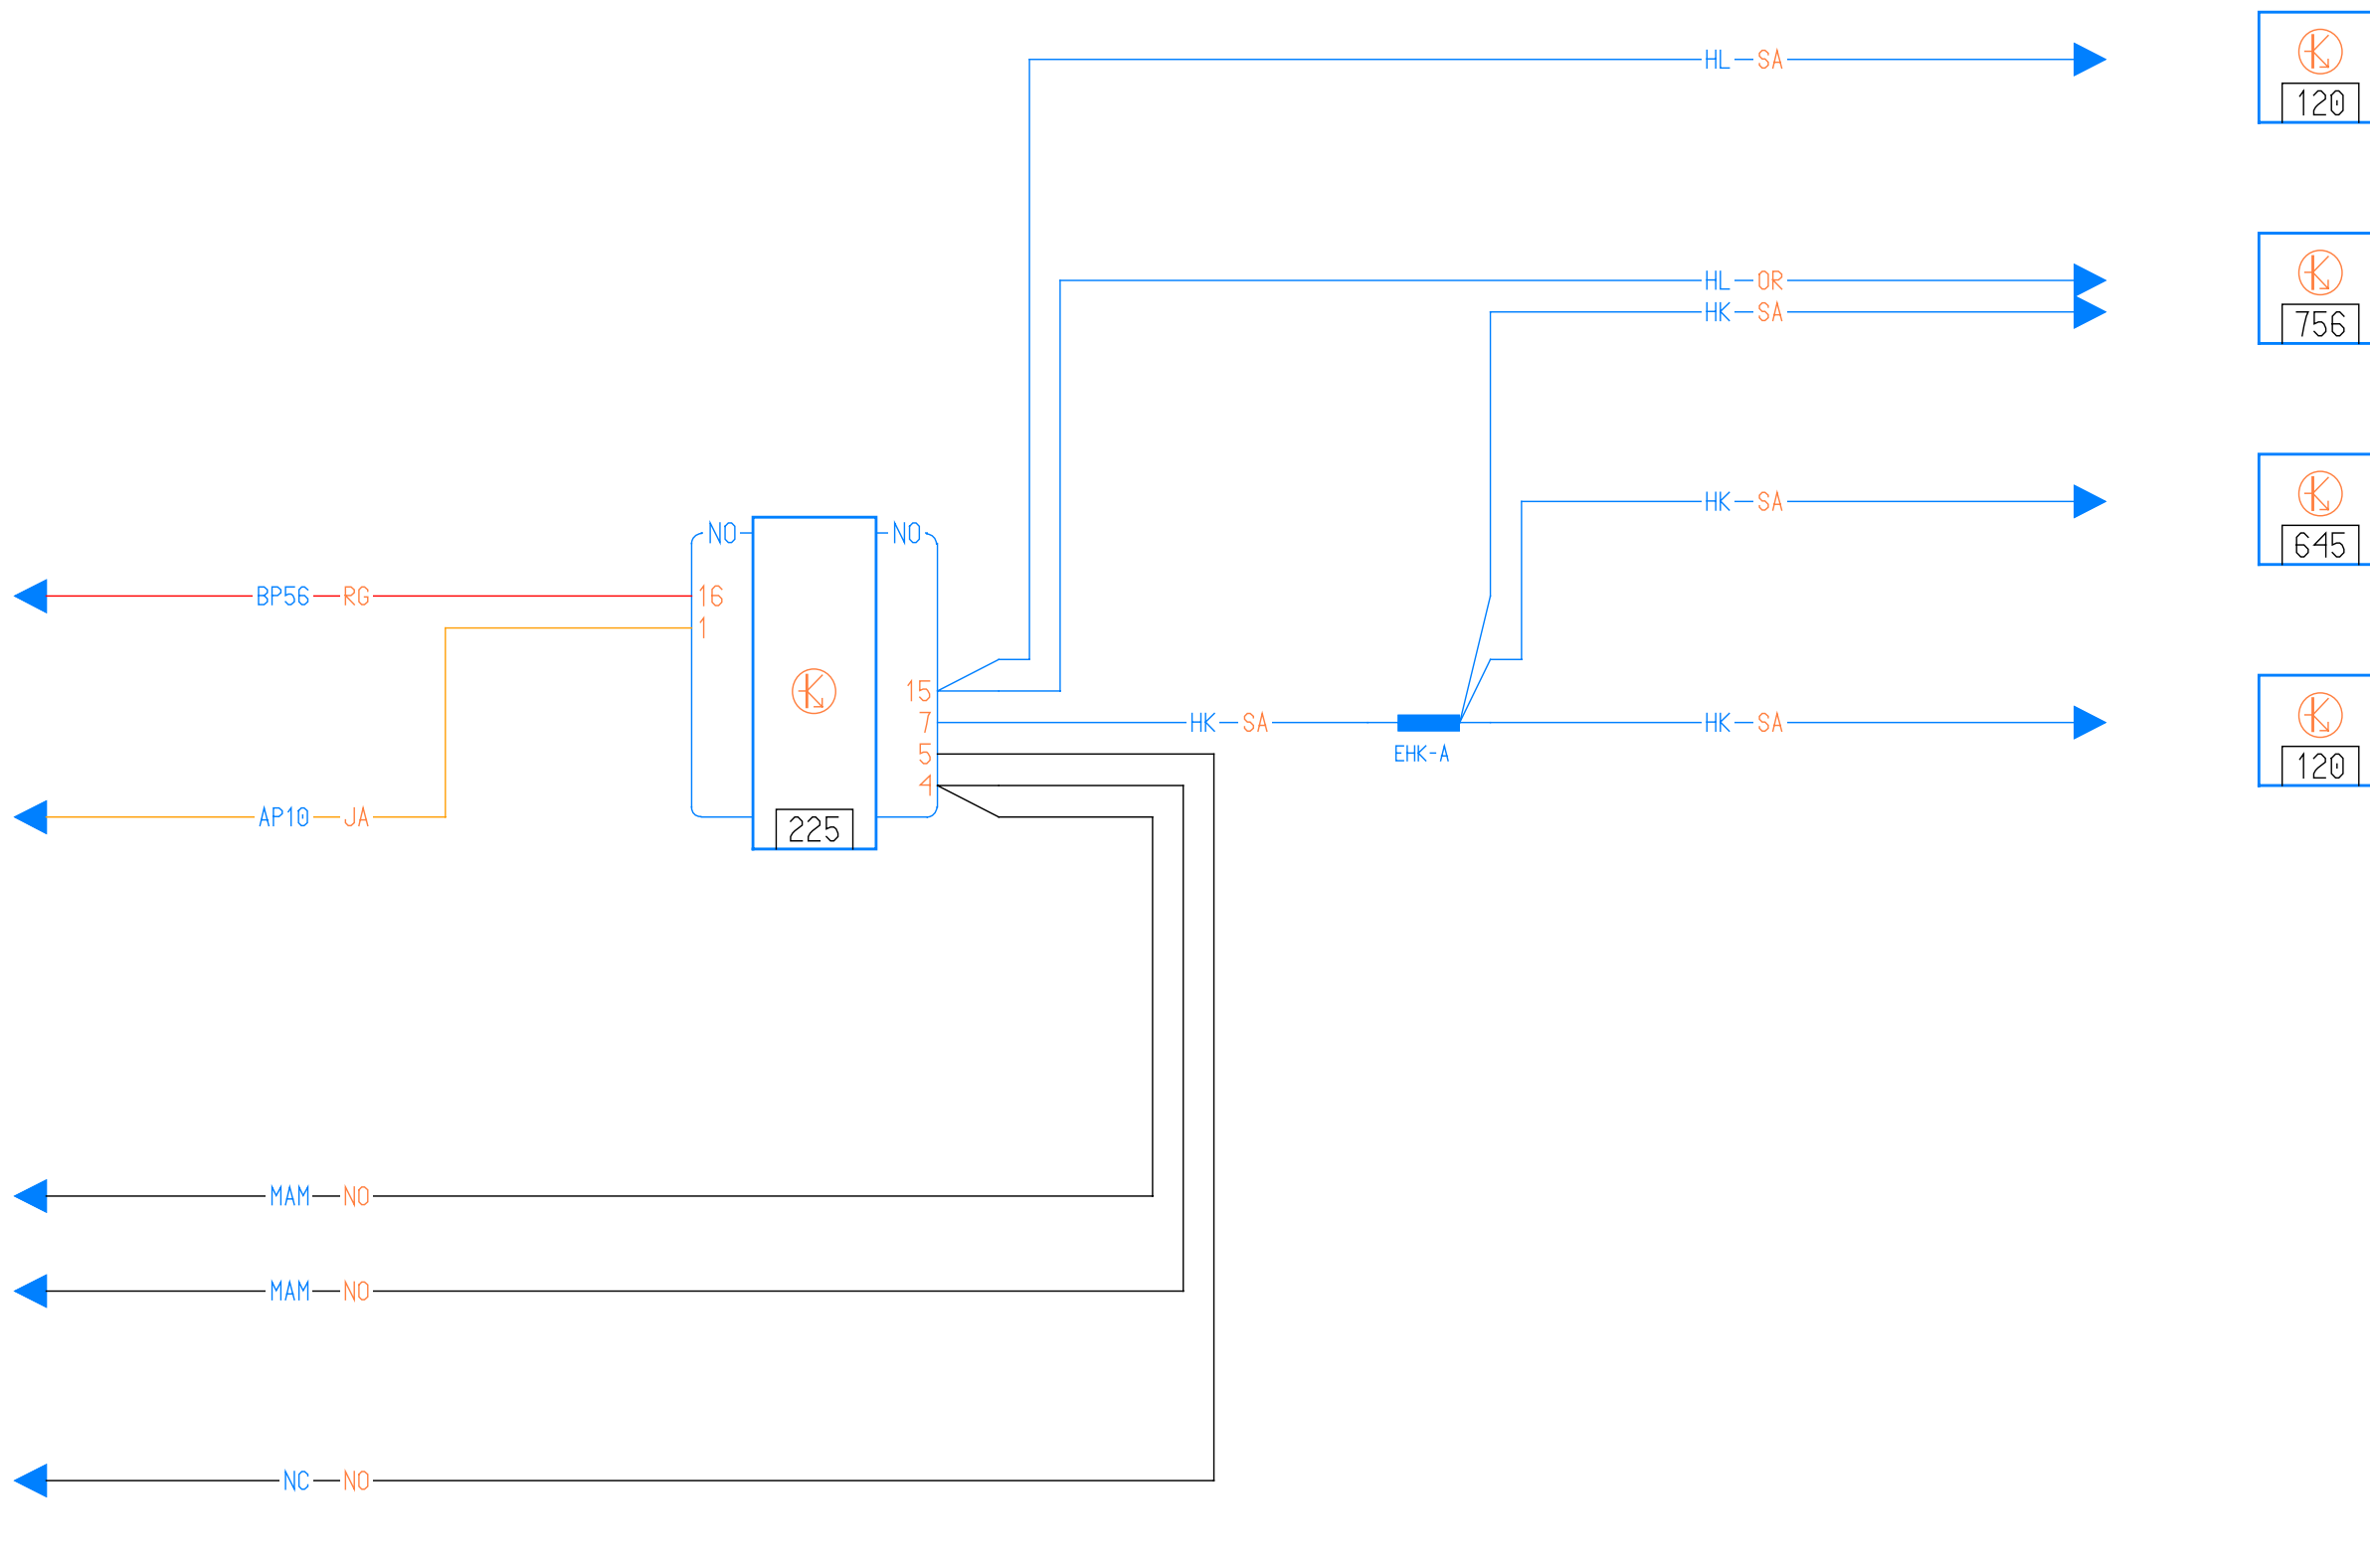 HL SA
120
HL OR
HK SA
756
HK SA
645
NO NO
BP56 RG 16
1
15
7 HK SA HK SA
EHK-A
5
4
120
AP10 JA
225
MAM NO
MAM NO
NC NO